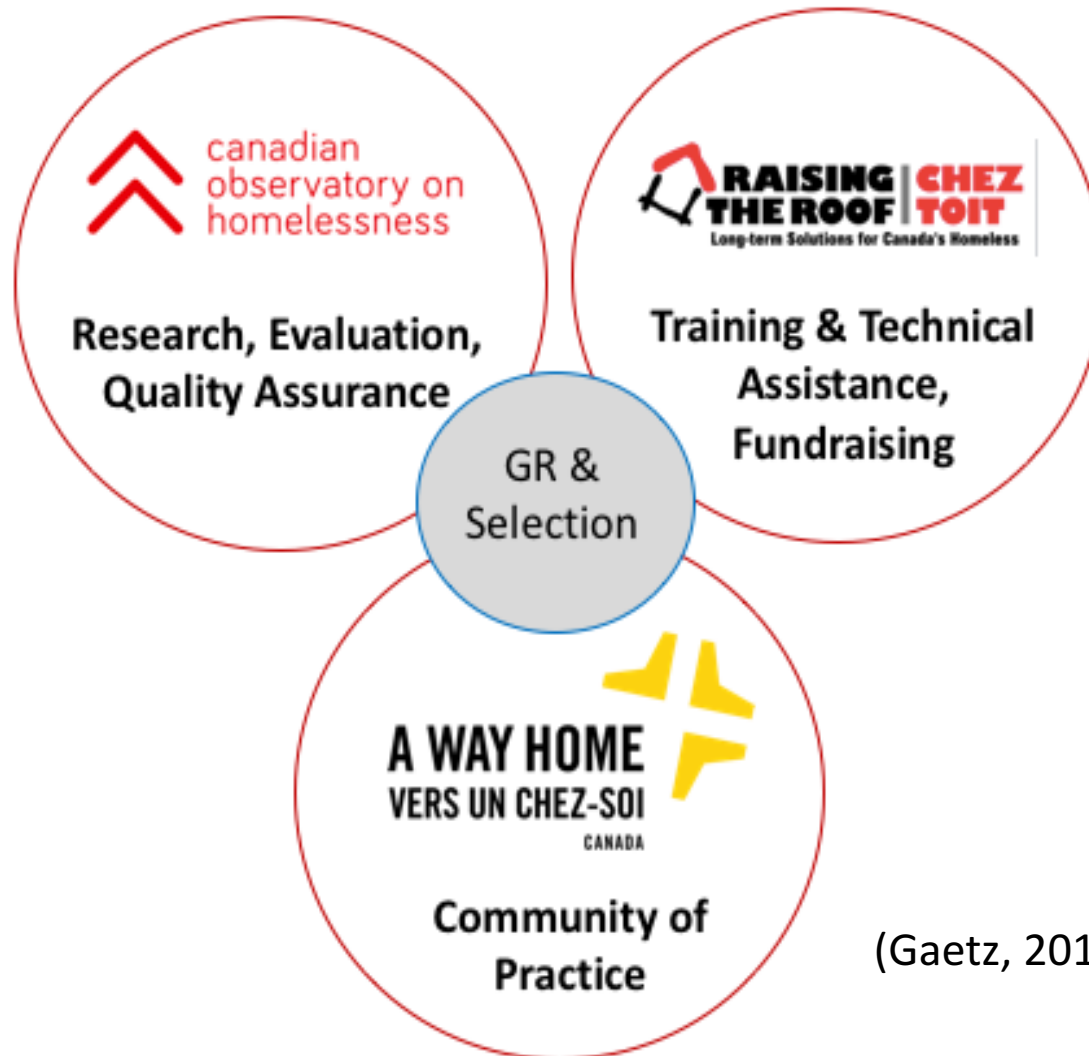 canadian
observatory on
homelessness
Research, Evaluation,
Quality Assurance
RAISING CHEZ
THE ROOF TOIT
Long-term Solutions for Canada's Homeless
Training & Technical
Assistance,
Fundraising
GR &
Selection
A WAY HOME
VERS UN CHEZ-SOI
CANADA
Community of
Practice
(Gaetz, 201